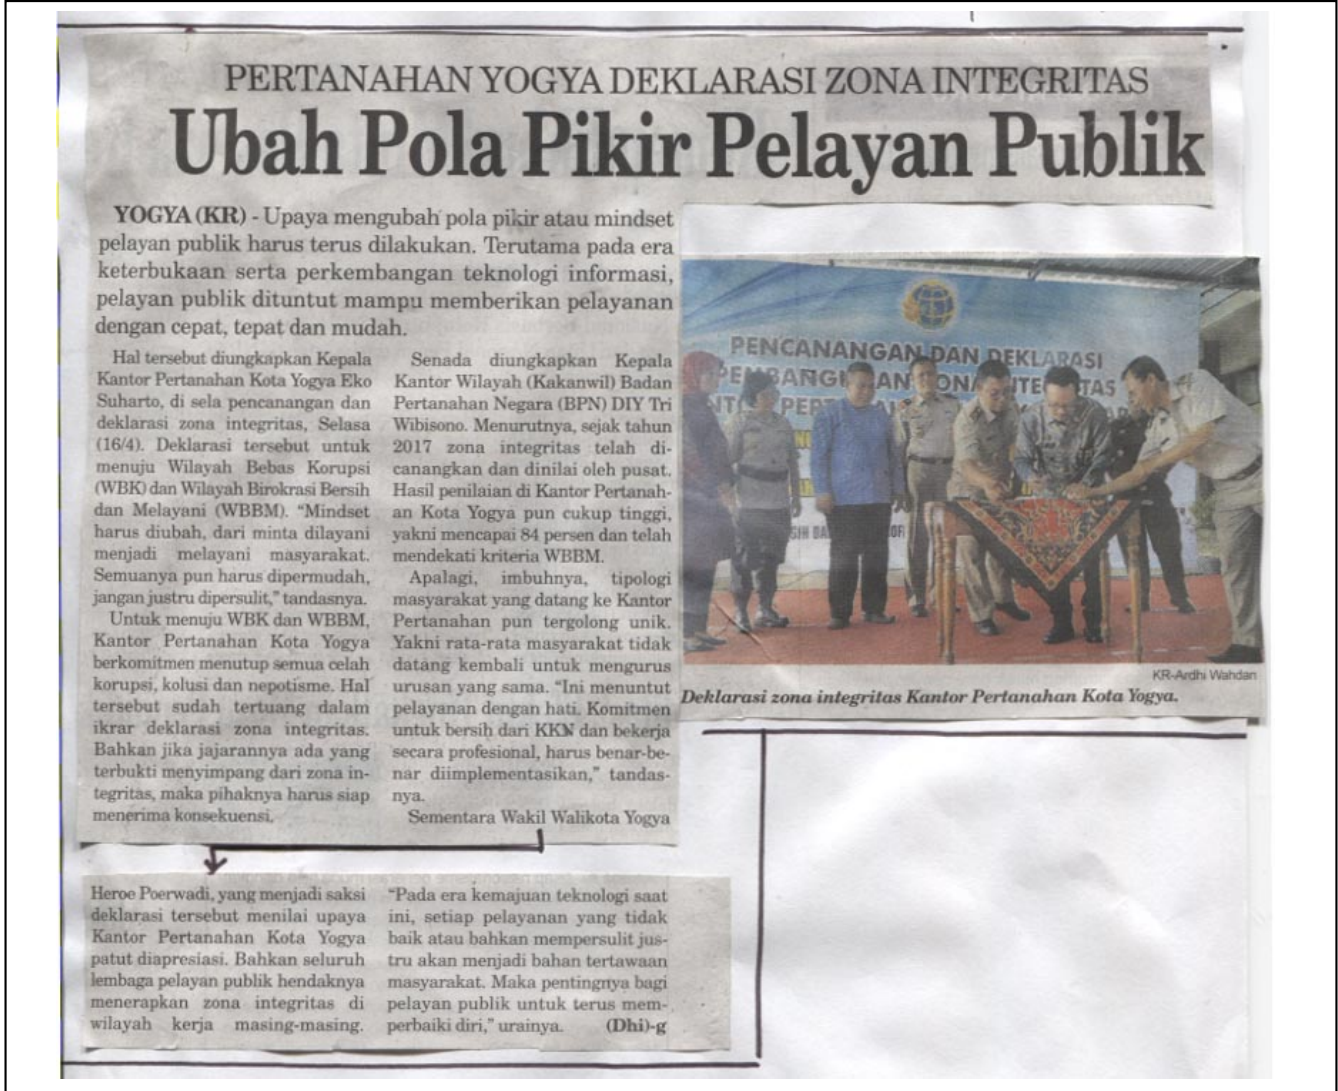 PERTANAHAN YOGYA DEKLARASI ZONA INTEGRITAS
Ubah Pola Pikir Pelayan Publik
YOGYA (KR) - Upaya mengubah pola pikir atau mindset
pelayan publik harus terus dilakukan. Terutama pada era
keterbukaan serta perkembangan teknologi informasi,
pelayan publik dituntut mampu memberikan pelayanan
dengan cepat, tepat dan mudah.
Hal tersebut diungkapkan Kepala
Kantor Pertanahan Kota Yogya Eko
Suharto, di sela pencanangan dan
deklarasi zona integritas, Selasa
(16/4). Deklarasi tersebut untuk
menuju Wilayah Bebas Korupsi
(WBK) dan Wilayah Birokrasi Bersih
dan Melayani (WBBM). "Mindset
harus diubah, dari minta dilayani
menjadi melayani masyarakat.
Semuanya pun harus dipermudah,
jangan justru dipersulit," tandasnya.
Untuk menuju WBK dan WBBM,
Kantor Pertanahan Kota Yogya
berkomitmen menutup semua celah
korupsi, kolusi dan nepotisme. Hal
tersebut sudah tertuang dalam
ikrar deklarasi zona integritas.
Bahkan jika jajarannya ada yang
terbukti menyimpang dari zona in-
tegritas, maka pihaknya harus siap
menerima konsekuensi.
Senada diungkapkan Kepala
Kantor Wilayah (Kakanwil) Badan
Pertanahan Negara (BPN) DIY Tri
Wibisono. Menurutnya, sejak tahun
2017 zona integritas telah di-
canangkan dan dinilai oleh pusat.
Hasil penilaian di Kantor Pertanah-
an Kota Yogya pun cukup tinggi,
yakni mencapai 84 persen dan telah
mendekati kriteria WBBM.
Apalagi, imbuhnya, tipologi
masyarakat yang datang ke Kantor
Pertanahan pun tergolong unik.
Yakni rata-rata masyarakat tidak
datang kembali untuk mengurus
urusan yang sama. "Ini menuntut
pelayanan dengan hati. Komitmen
untuk bersih dari KKN dan bekerja
secara profesional, harus benar-be-
nar diimplementasikan," tandas-
nya.
Sementara Wakil Walikota Yogya
PENCANANGAN DAN DEKLARASI
KR-Ardhi Wahdan
Deklarasi zona integritas Kantor Pertanahan Kota Yogya.
Heroe Poerwadi, yang menjadi saksi
deklarasi tersebut menilai upaya
Kantor Pertanahan Kota Yogya
patut diapresiasi. Bahkan seluruh
lembaga pelayan publik hendaknya
menerapkan zona integritas di
wilayah kerja masing-masing.
"Pada era kemajuan teknologi saat
ini, setiap pelayanan yang tidak
baik atau bahkan mempersulit jus-
tru akan menjadi bahan tertawaan
masyarakat. Maka pentingnya bagi
pelayan publik untuk terus mem-
perbaiki diri," urainya. (Dhi)-g